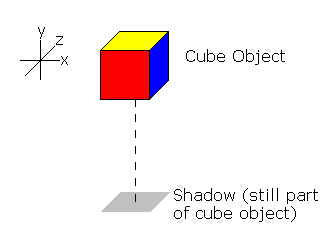 y
z
x
Cube Object
Shadow (still part
of cube object)